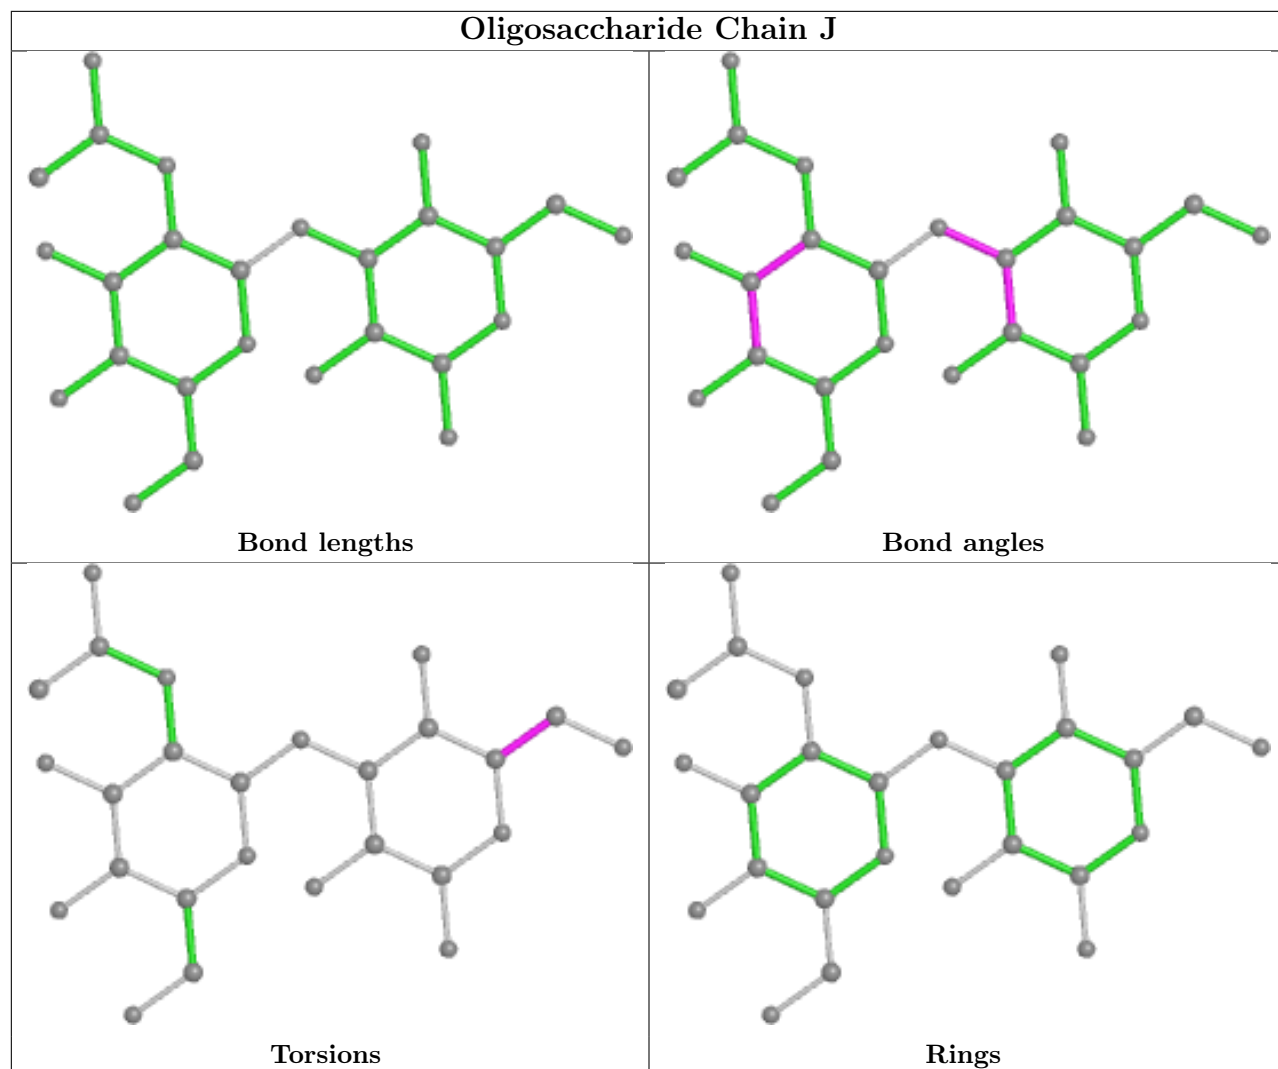 Oligosaccharide Chain J
Bond lengths
Bond angles
Torsions
Rings